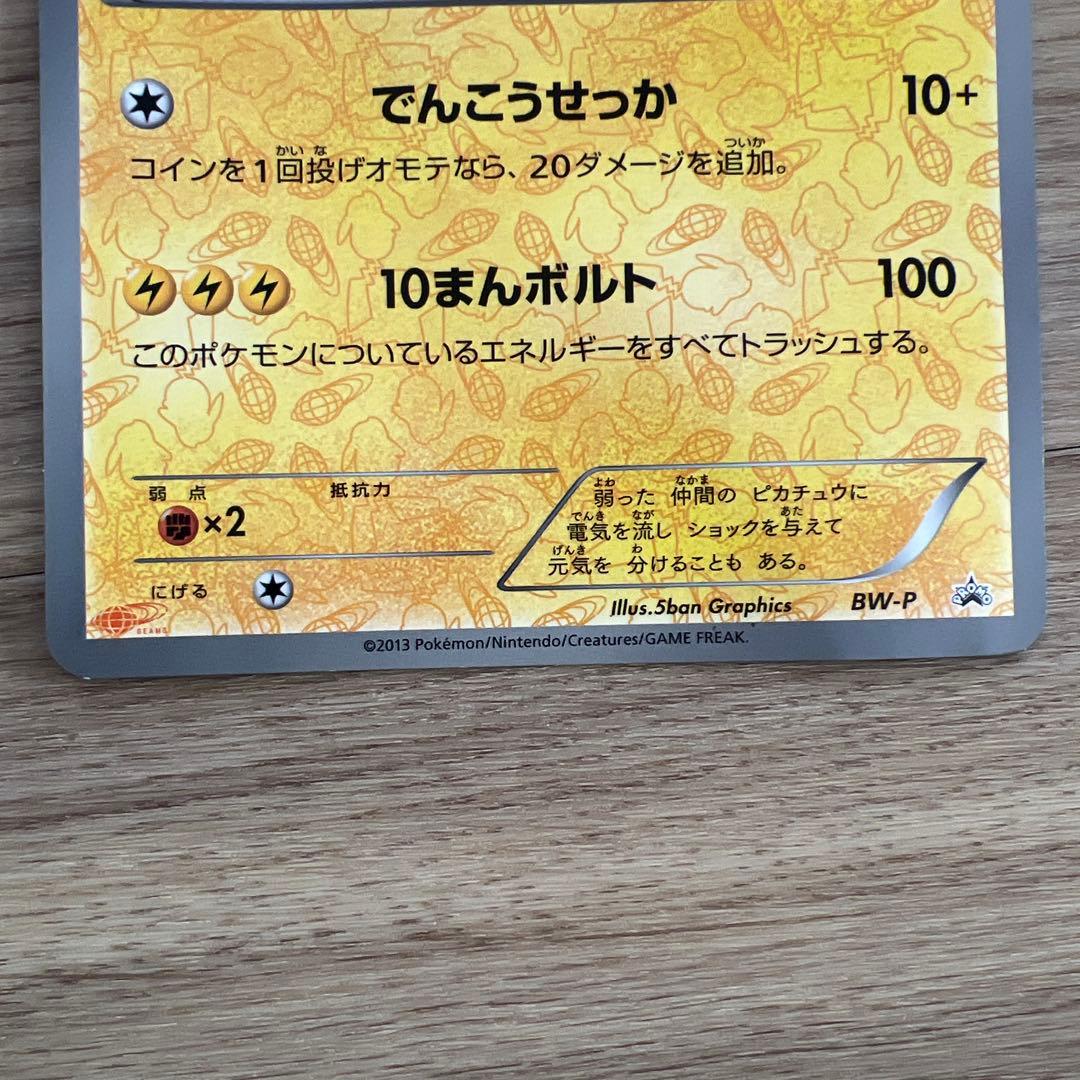 でんこうせっか 10+
コインを1回投げオモテなら、20ダメージを追加。
10まんボルト 100
このポケモンについているエネルギーをすべてトラッシュする。
弱点 抵抗力
×2
にげる
弱った 仲間の ピカチュウに
電気を流し ショックを与えて
元気を 分けることも ある。
Illus.5ban Graphics BW-P PROMO
BEAMS
©2013 Pokémon/Nintendo/Creatures/GAME FREAK.